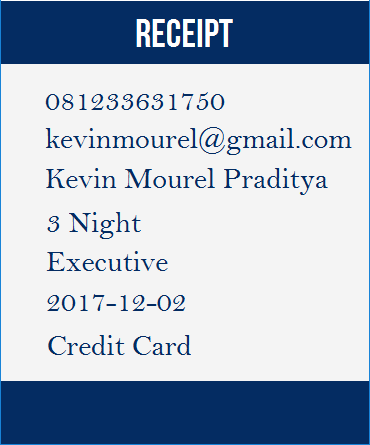 RECEIPT
081233631750
kevinmourel@gmail.com
Kevin Mourel Praditya
3 Night
Executive
2017-12-02
Credit Card